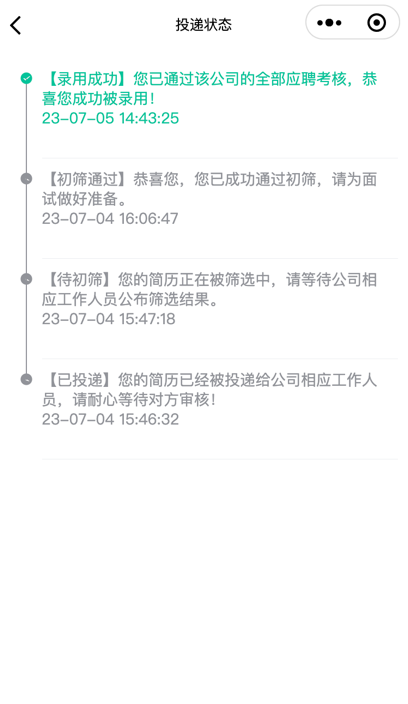 投递状态
【录用成功】您已通过该公司的全部应聘考核，恭
喜您成功被录用！
23-07-05 14:43:25
【初筛通过】恭喜您，您已成功通过初筛，请为面
试做好准备。
23-07-04 16:06:47
【待初筛】您的简历正在被筛选中，请等待公司相
应工作人员公布筛选结果。
23-07-04 15:47:18
【已投递】您的简历已经被投递给公司相应工作人
员，请耐心等待对方审核！
23-07-04 15:46:32